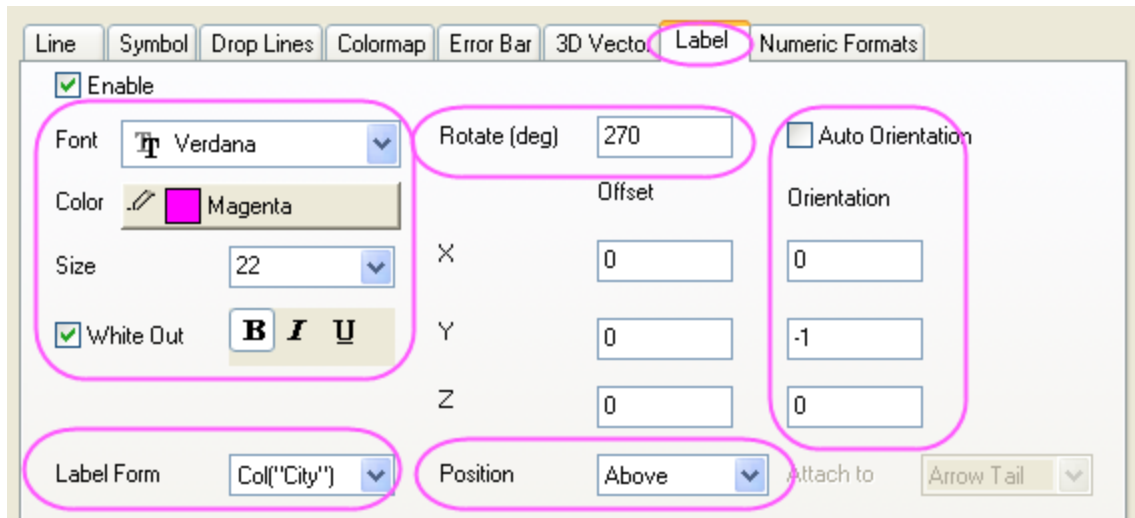 Line Symbol Drop Lines Colormap Error Bar 3D Vector Label Numeric Formats
Enable
Font Verdana Rotate (deg) 270 Auto Orientation
Offset
Color Magenta Orientation
Size 22 X 0 0
White Out B I U Y 0 -1
Z 0 0
Label Form Col("City") Position Above Attach to Arrow Tail